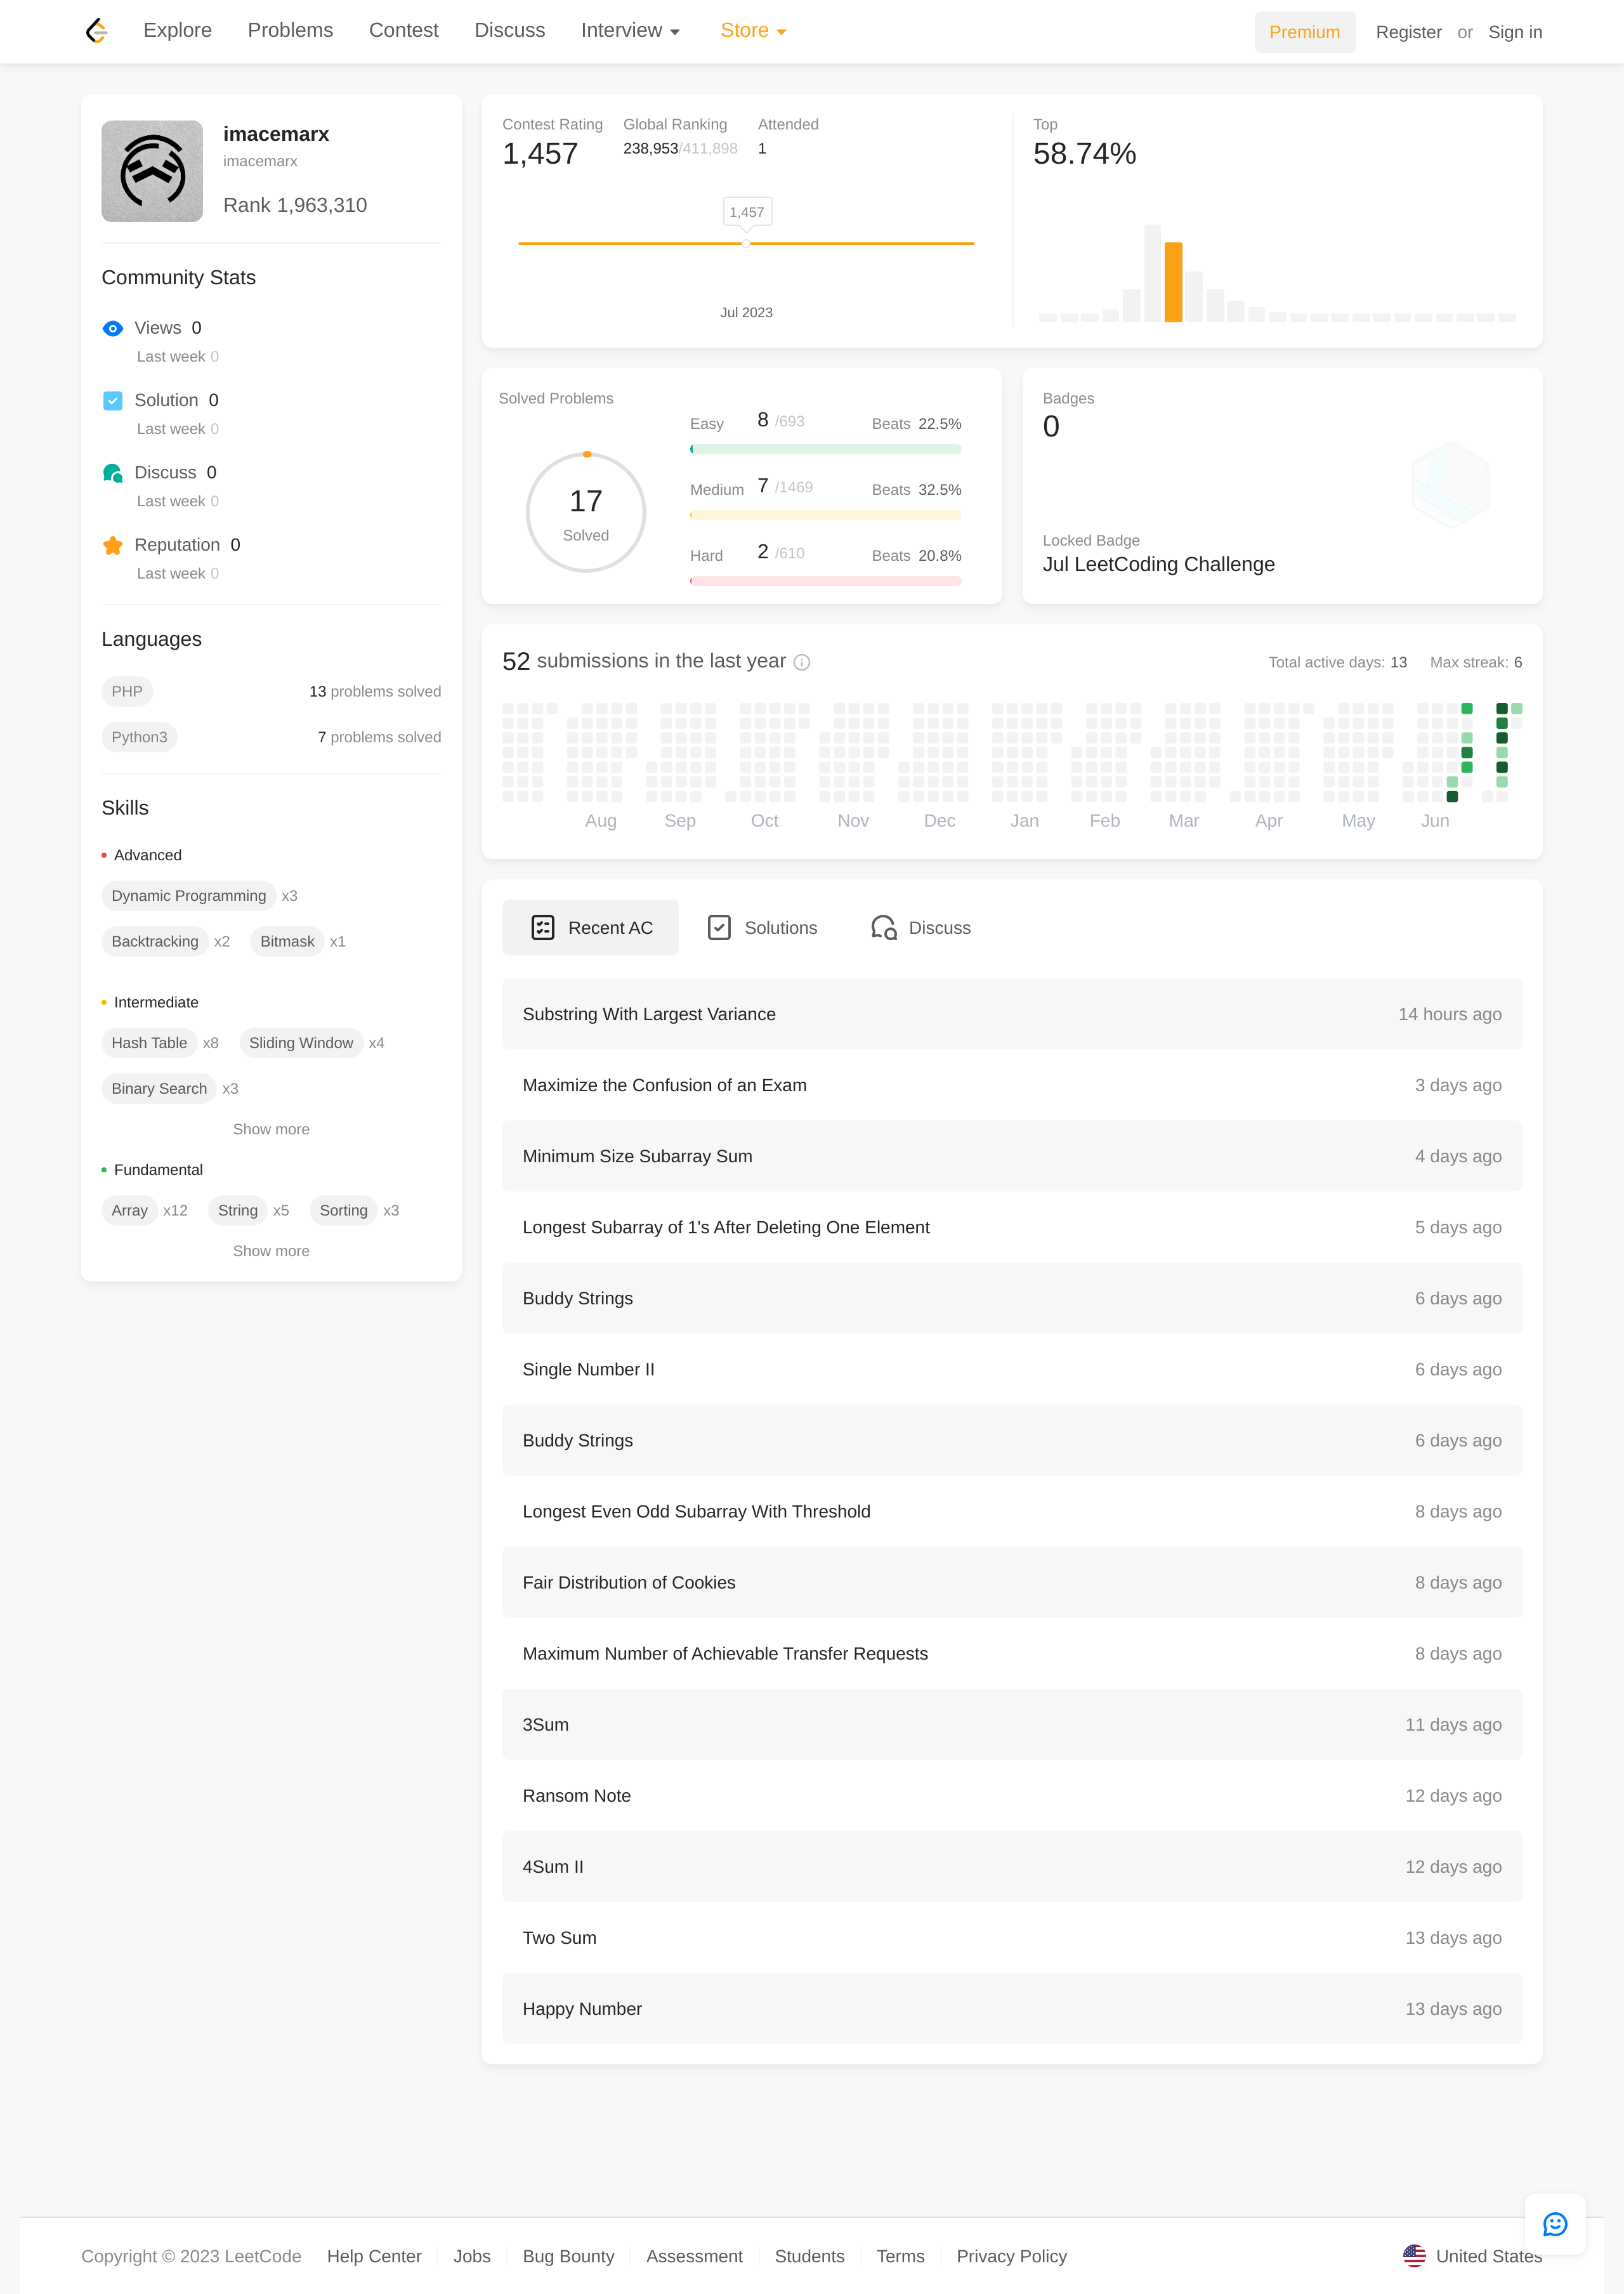 Explore Problems Contest Discuss Interview Store Premium Register or Sign in
imacemarx
imacemarx
Rank 1,963,310
Community Stats
Views 0
Last week 0
Solution 0
Last week 0
Discuss 0
Last week 0
Reputation 0
Last week 0
Languages
PHP 13 problems solved
Python3 7 problems solved
Skills
Advanced
Dynamic Programming x3
Backtracking x2 Bitmask x1
Intermediate
Hash Table x8 Sliding Window x4
Binary Search x3
Show more
Fundamental
Array x12 String x5 Sorting x3
Show more
Contest Rating Global Ranking Attended
1,457 238,953/411,898 1
1,457
Jul 2023
Top
58.74%
Solved Problems
17
Solved
Easy 8 /693 Beats 22.5%
Medium 7 /1469 Beats 32.5%
Hard 2 /610 Beats 20.8%
Badges
0
Locked Badge
Jul LeetCoding Challenge
52 submissions in the last year Total active days: 13 Max streak: 6
Aug Sep Oct Nov Dec Jan Feb Mar Apr May Jun
Recent AC Solutions Discuss
Substring With Largest Variance 14 hours ago
Maximize the Confusion of an Exam 3 days ago
Minimum Size Subarray Sum 4 days ago
Longest Subarray of 1's After Deleting One Element 5 days ago
Buddy Strings 6 days ago
Single Number II 6 days ago
Buddy Strings 6 days ago
Longest Even Odd Subarray With Threshold 8 days ago
Fair Distribution of Cookies 8 days ago
Maximum Number of Achievable Transfer Requests 8 days ago
3Sum 11 days ago
Ransom Note 12 days ago
4Sum II 12 days ago
Two Sum 13 days ago
Happy Number 13 days ago
Copyright © 2023 LeetCode Help Center Jobs Bug Bounty Assessment Students Terms Privacy Policy United States